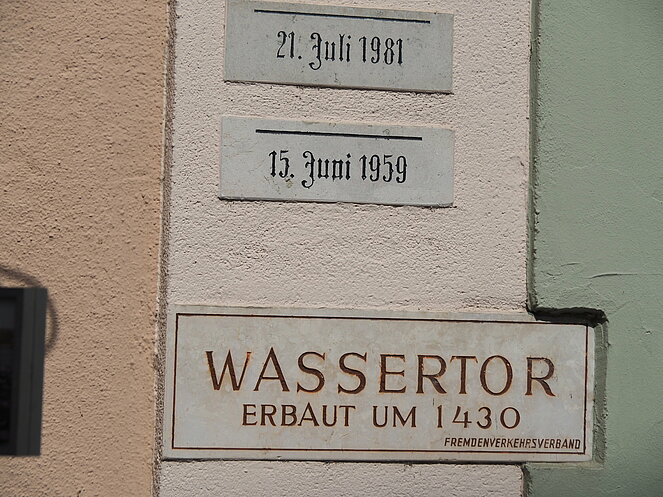 21. Juli 1981
15. Juni 1959
WASSERTOR
ERBAUT UM 1430
FREMDENVERKEHRSVERBAND